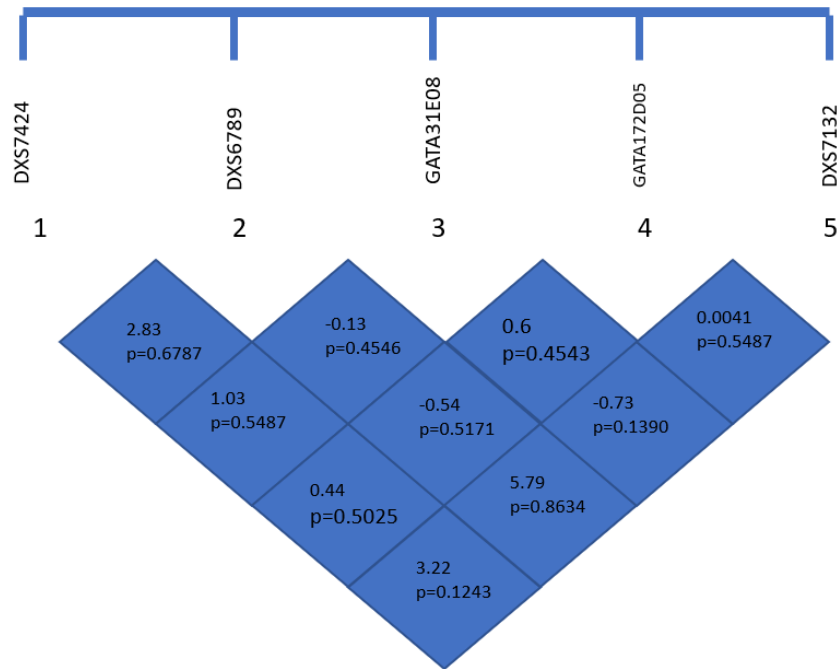 DXS7424
DXS6789
GATA31E08
GATA172D05
DXS7132
1
2
3
4
5
2.83
p=0.6787
-0.13
p=0.4546
0.6
p=0.4543
0.0041
p=0.5487
1.03
p=0.5487
-0.54
p=0.5171
-0.73
p=0.1390
0.44
p=0.5025
5.79
p=0.8634
3.22
p=0.1243